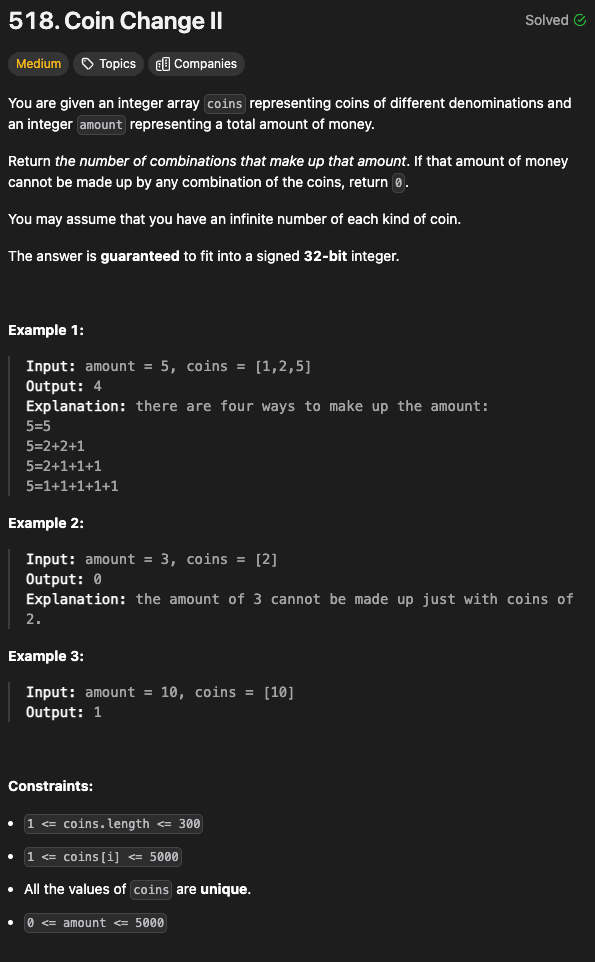 518. Coin Change II
Solved
Medium Topics Companies
You are given an integer array coins representing coins of different denominations and
an integer amount representing a total amount of money.
Return the number of combinations that make up that amount. If that amount of money
cannot be made up by any combination of the coins, return 0.
You may assume that you have an infinite number of each kind of coin.
The answer is guaranteed to fit into a signed 32-bit integer.
Example 1:
Input: amount = 5, coins = [1,2,5]
Output: 4
Explanation: there are four ways to make up the amount:
5=5
5=2+2+1
5=2+1+1+1
5=1+1+1+1+1
Example 2:
Input: amount = 3, coins = [2]
Output: 0
Explanation: the amount of 3 cannot be made up just with coins of
2.
Example 3:
Input: amount = 10, coins = [10]
Output: 1
Constraints:
• 1 <= coins.length <= 300
• 1 <= coins[i] <= 5000
• All the values of coins are unique.
• 0 <= amount <= 5000